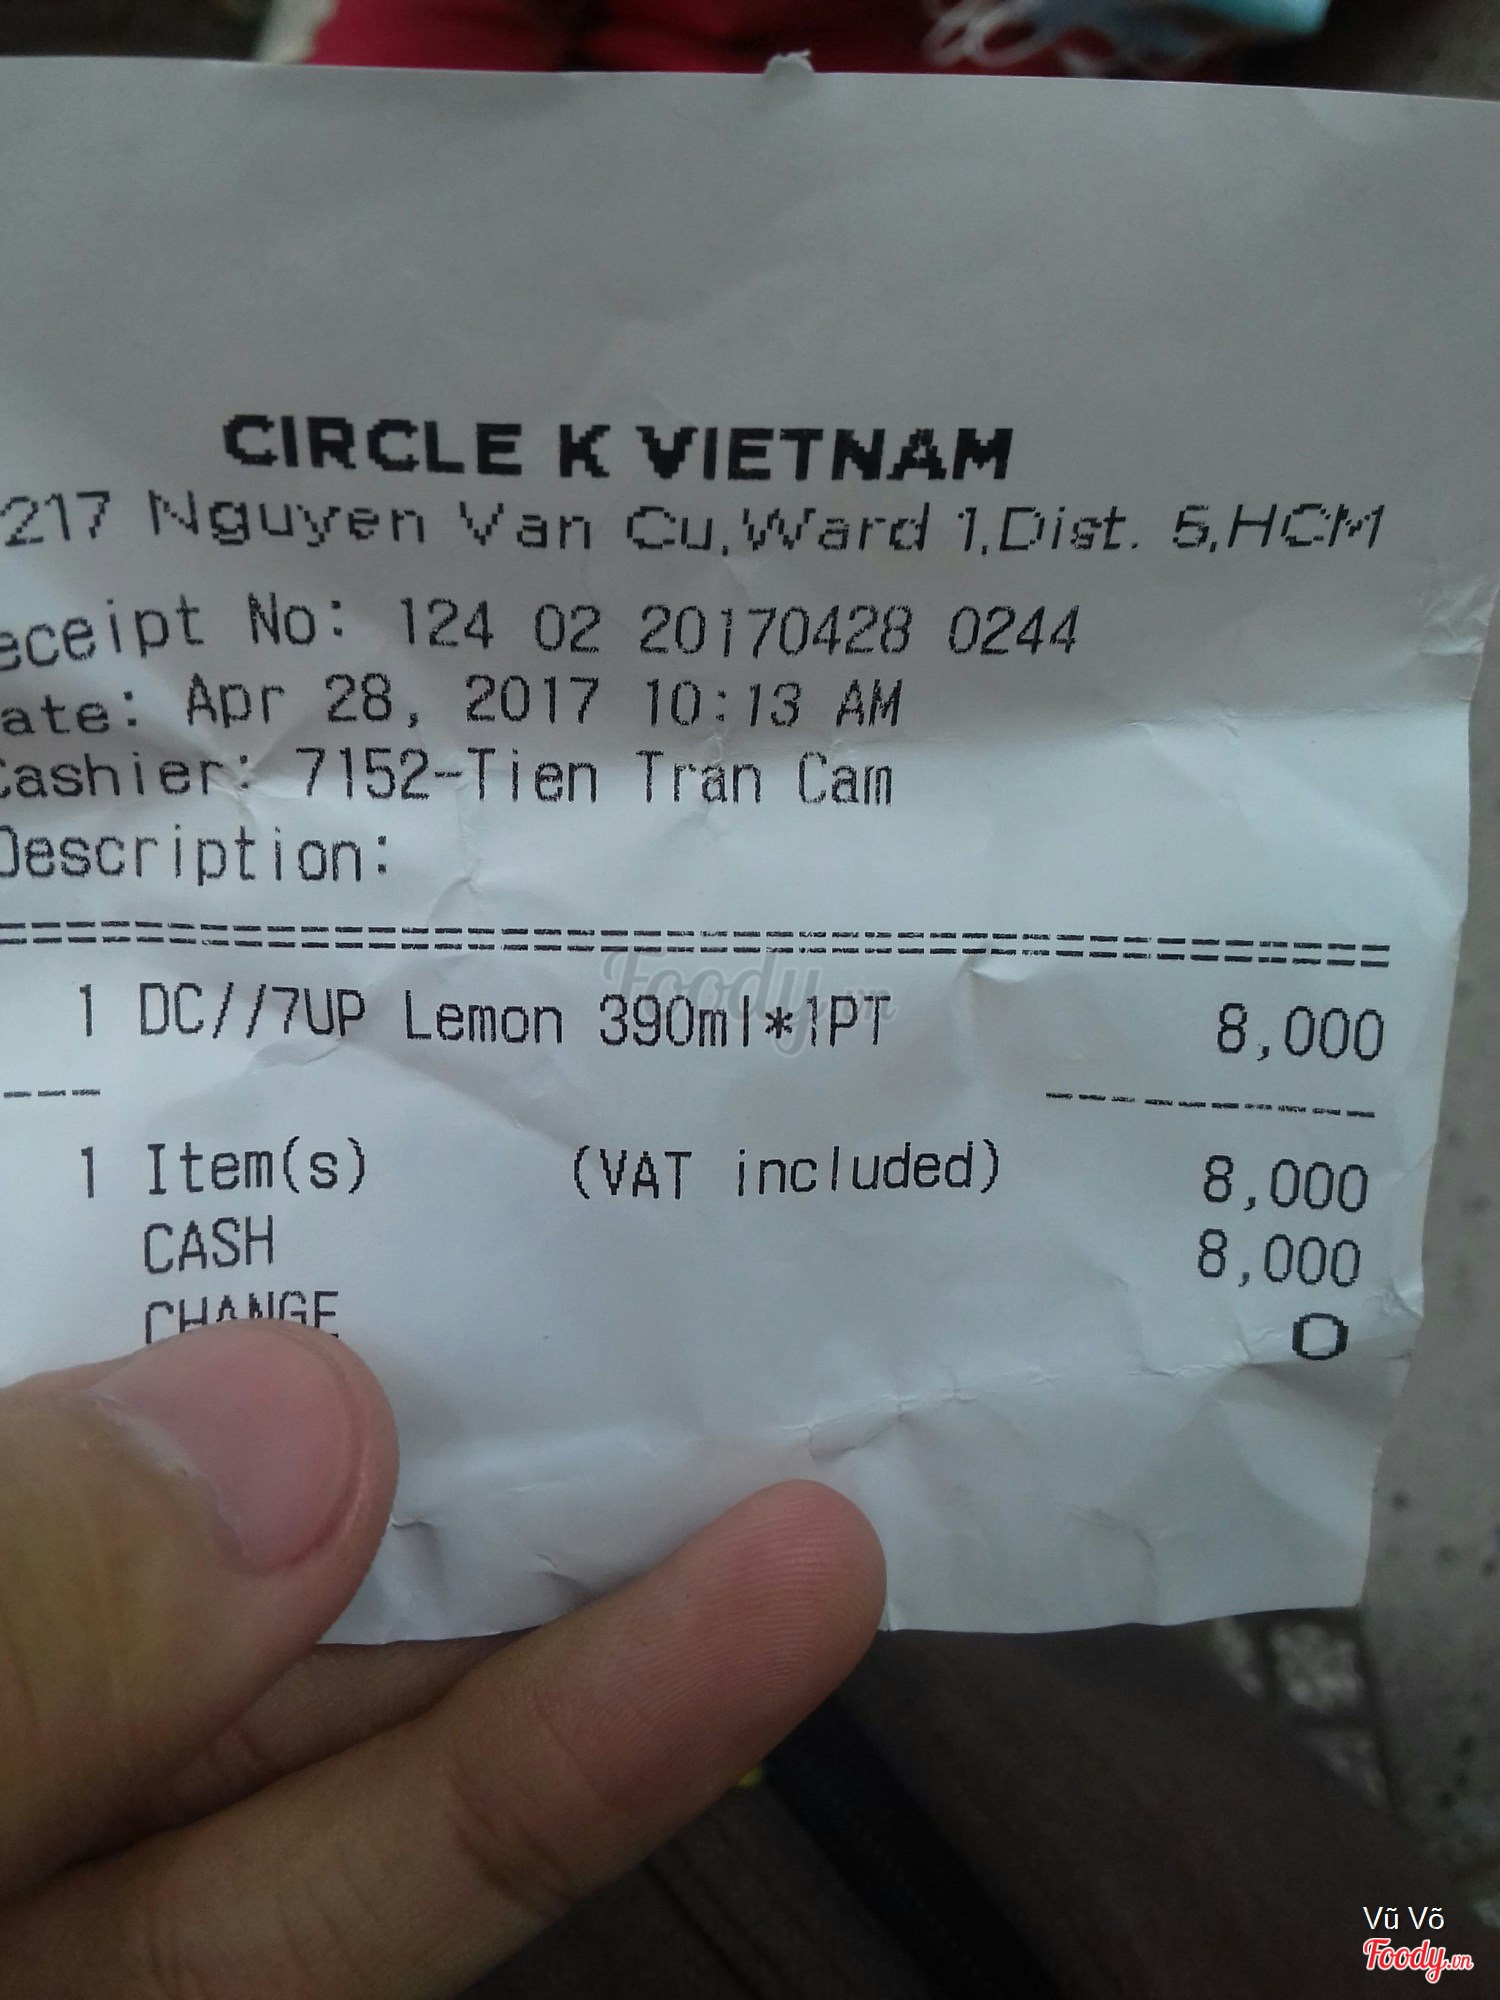 CIRCLE K VIETNAM
217 Nguyen Van Cu,Ward 1,Dist. 5,HCM
eceipt No: 124 02 20170428 0244
ate: Apr 28, 2017 10:13 AM
Cashier: 7152-Tien Tran Cam
Description:
Foody.vn
1 DC//7UP Lemon 390ml*1PT 8,000
1 Item(s) (VAT included) 8,000
CASH 8,000
CHANGE 0
Vũ Võ
Foody.vn